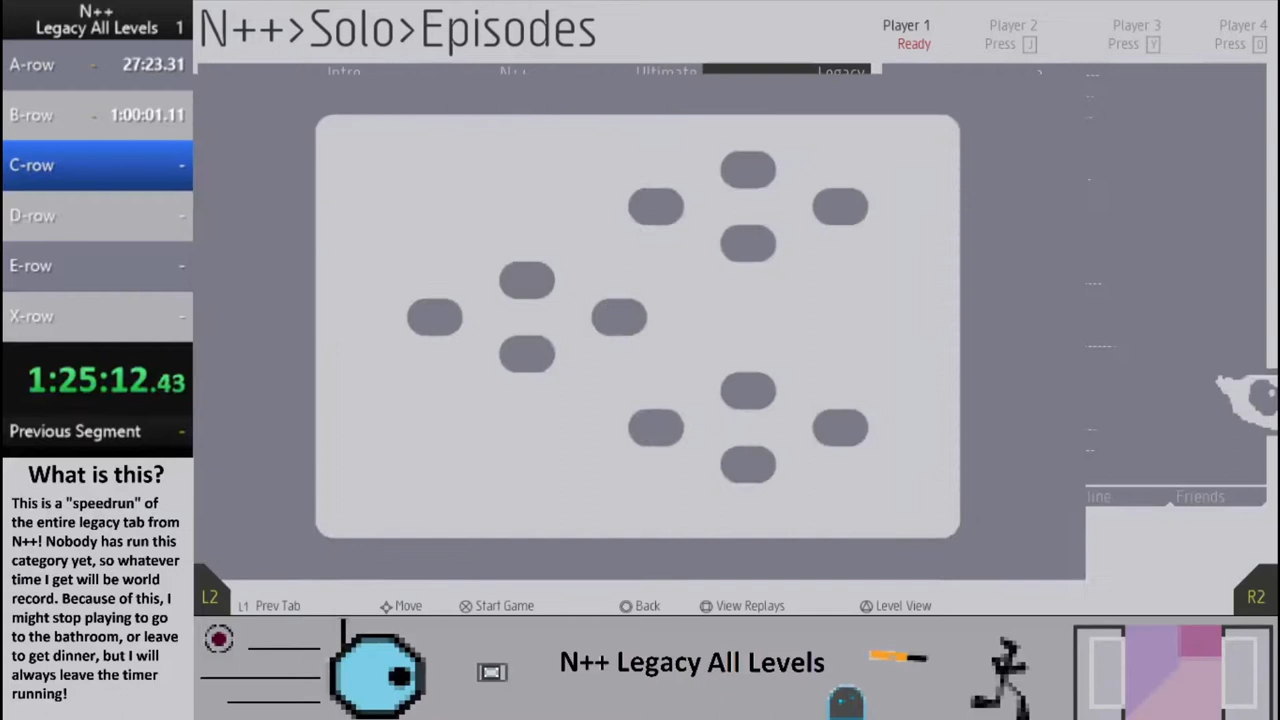 N++
Legacy All Levels 1
A-row - 27:23.31
B-row - 1:00:01.11
C-row -
D-row -
E-row -
X-row -
1:25:12.43
Previous Segment -
What is this?
This is a "speedrun" of
the entire legacy tab from
N++! Nobody has run this
category yet, so whatever
time I get will be world
record. Because of this, I
might stop playing to go
to the bathroom, or leave
to get dinner, but I will
always leave the timer
running!
N++>Solo>Episodes
Player 1
Ready
Player 2
Press J
Player 3
Press Y
Player 4
Press O
Intro N++ Ultimate Legacy
line Friends
L2
L1 Prev Tab Move Start Game Back View Replays Level View
R2
N++ Legacy All Levels